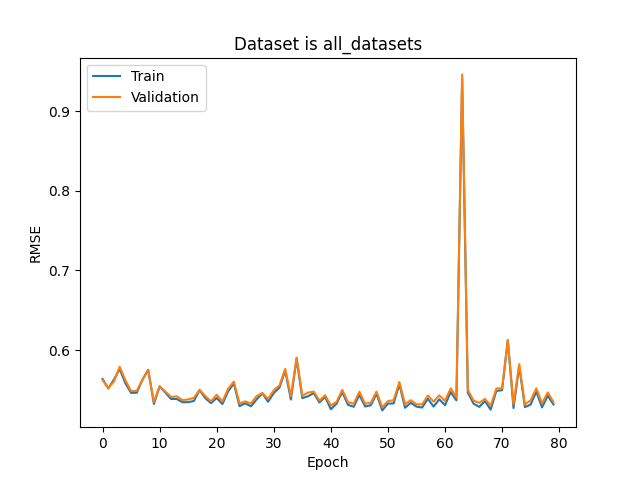 Dataset is all_datasets
Train
Validation
RMSE
0.9
0.8
0.7
0.6
0 10 20 30 40 50 60 70 80
Epoch